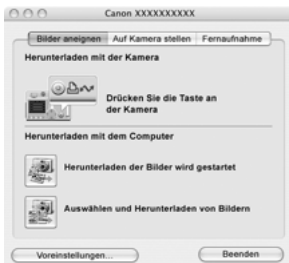 Canon XXXXXXXXXX
Bilder aneignen Auf Kamera stellen Fernaufnahme
Herunterladen mit der Kamera
Drücken Sie die Taste an
der Kamera
Herunterladen mit dem Computer
Herunterladen der Bilder wird gestartet
Auswählen und Herunterladen von Bildern
Voreinstellungen... Beenden